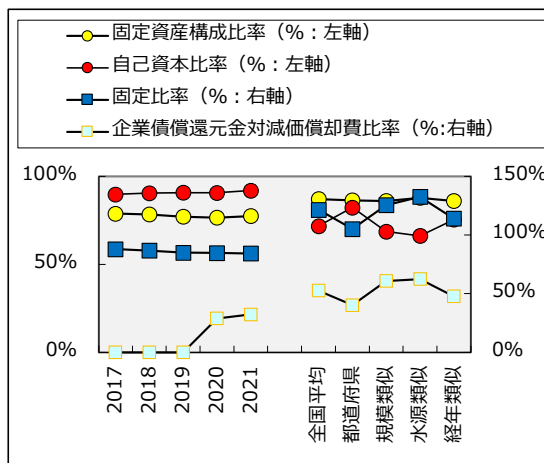 固定資産構成比率（%：左軸）
自己資本比率（%：左軸）
固定比率（%：右軸）
企業債償還元金対減価償却費比率（%:右軸）
100%
50%
0%
150%
100%
50%
0%
2017
2018
2019
2020
2021
全国平均
都道府県
規模類似
水源類似
経年類似